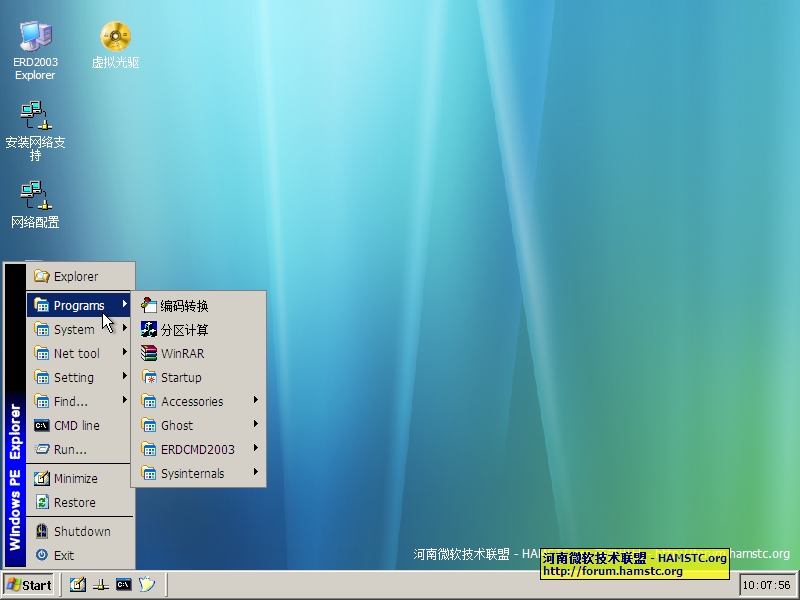 ERD2003
Explorer
虚拟光驱
安装网络支
持
网络配置
Windows PE Explorer
Explorer
Programs
System
Net tool
Setting
Find...
CMD line
Run...
Minimize
Restore
Shutdown
Exit
编码转换
分区计算
WinRAR
Startup
Accessories
Ghost
ERDCMD2003
Sysinternals
河南微软技术联盟 - HA
hamstc.org
河南微软技术联盟 - HAMSTC.org
http://forum.hamstc.org
Start
10:07:56